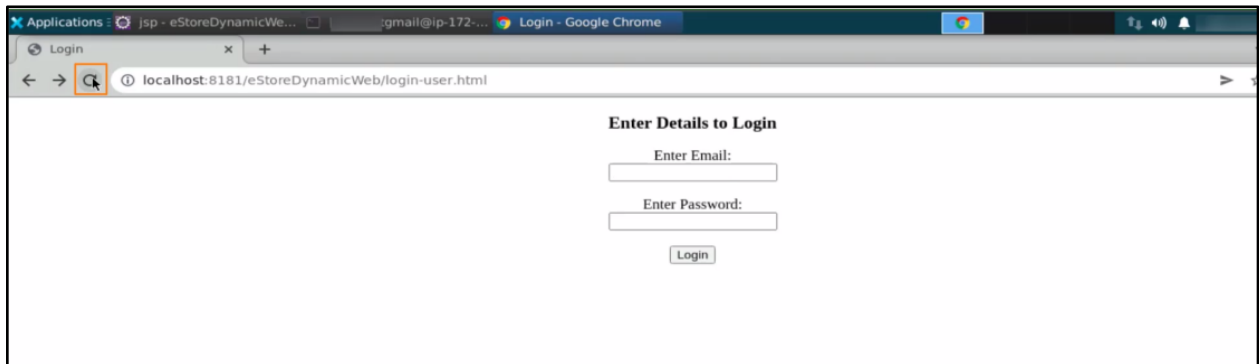 Applications jsp - eStoreDynamicWe... :gmail@ip-172-... Login - Google Chrome
Login
localhost:8181/eStoreDynamicWeb/login-user.html
Enter Details to Login
Enter Email:
Enter Password:
Login